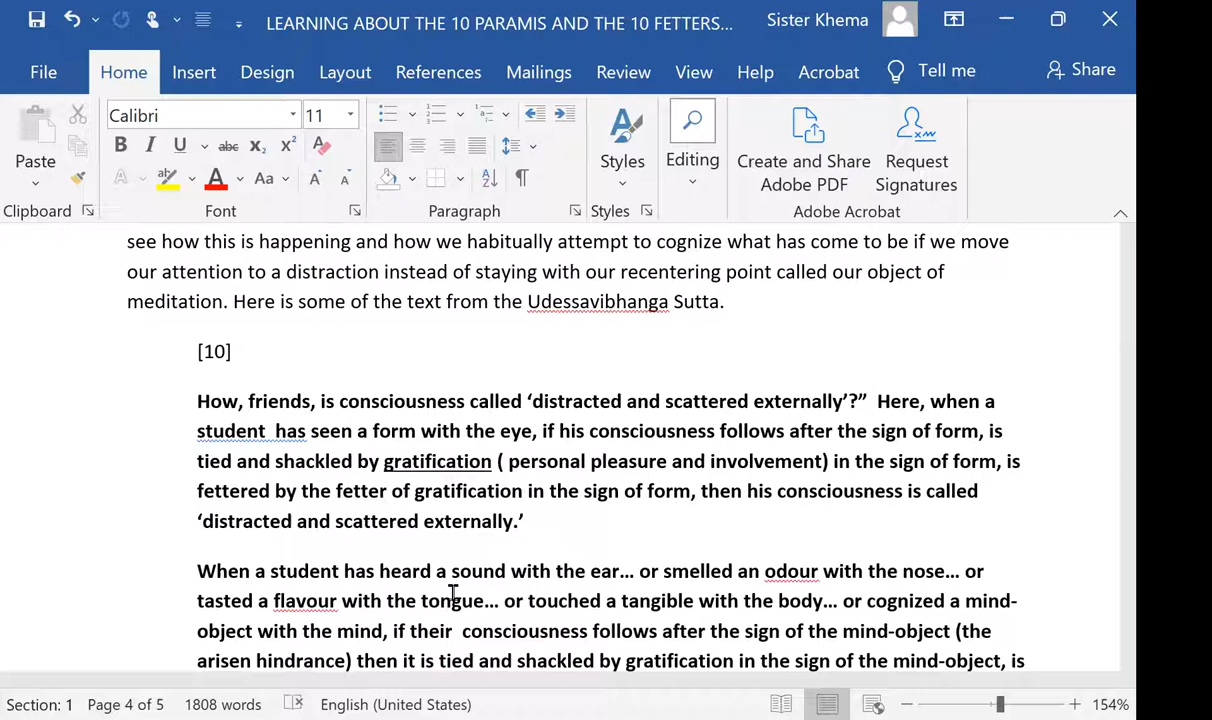 LEARNING ABOUT THE 10 PARAMIS AND THE 10 FETTERS... Sister Khema
File Home Insert Design Layout References Mailings Review View Help Acrobat Tell me Share
Calibri 11
B I U abc x₂ x²
A ab A Aa A A
Paste Styles Editing Create and Share Adobe PDF Request Signatures
Clipboard Font Paragraph Styles Adobe Acrobat
see how this is happening and how we habitually attempt to cognize what has come to be if we move
our attention to a distraction instead of staying with our recentering point called our object of
meditation. Here is some of the text from the Udessavibhanga Sutta.
[10]
How, friends, is consciousness called ‘distracted and scattered externally’?” Here, when a
student has seen a form with the eye, if his consciousness follows after the sign of form, is
tied and shackled by gratification ( personal pleasure and involvement) in the sign of form, is
fettered by the fetter of gratification in the sign of form, then his consciousness is called
‘distracted and scattered externally.’
When a student has heard a sound with the ear… or smelled an odour with the nose… or
tasted a flavour with the tongue… or touched a tangible with the body… or cognized a mind-
object with the mind, if their consciousness follows after the sign of the mind-object (the
arisen hindrance) then it is tied and shackled by gratification in the sign of the mind-object, is
Section: 1 Page 4 of 5 1808 words English (United States) 154%